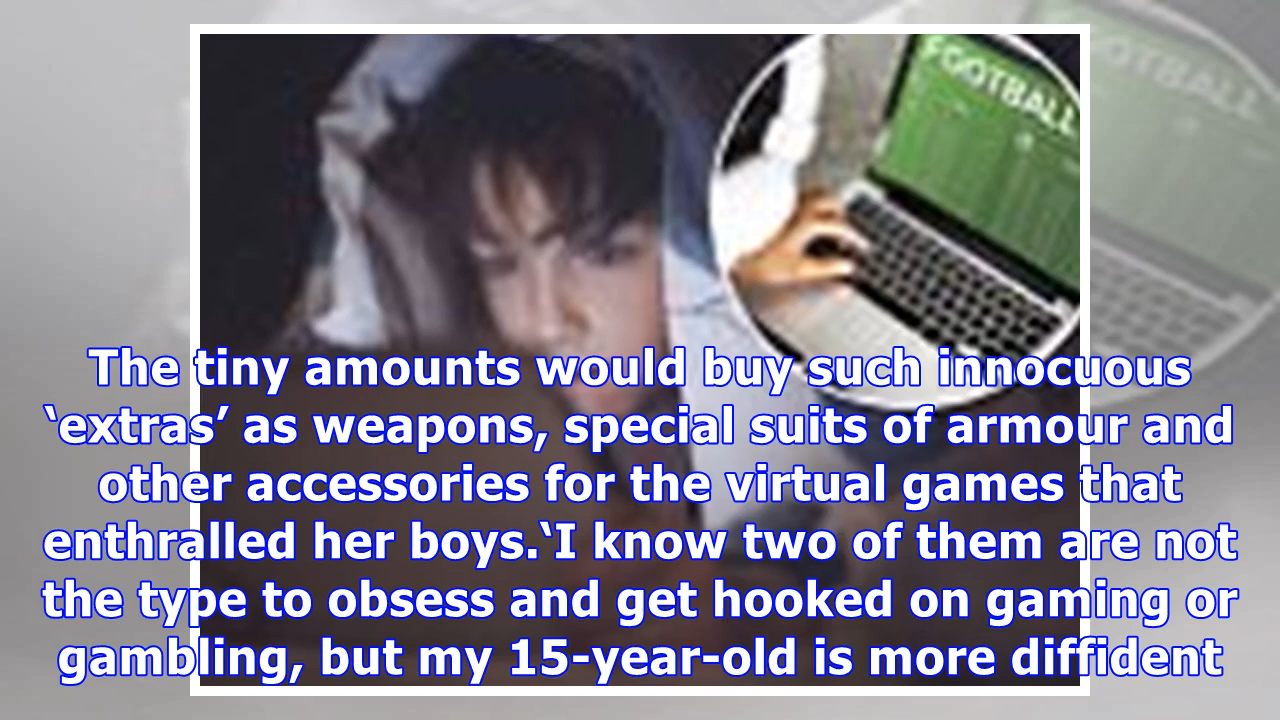 FOOTBALL
OTBALL
The tiny amounts would buy such innocuous
‘extras’ as weapons, special suits of armour and
other accessories for the virtual games that
enthralled her boys.‘I know two of them are not
the type to obsess and get hooked on gaming or
gambling, but my 15-year-old is more diffident